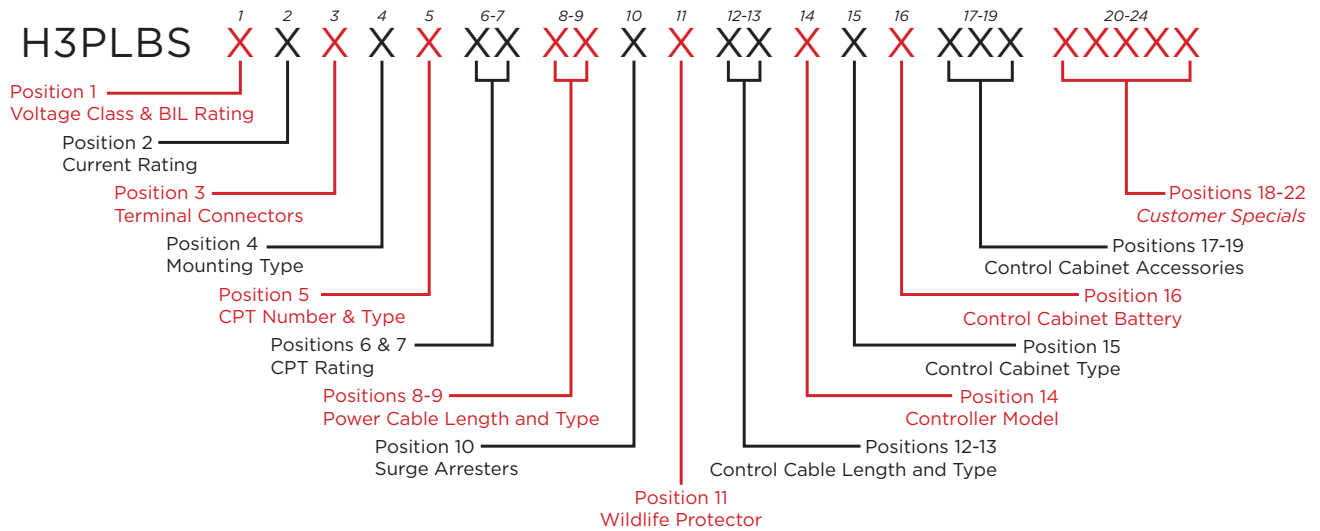 1 2 3 4 5 6-7 8-9 10 11 12-13 14 15 16 17-19 20-24
H3PLBS X X X X X XX XX X X XX X X X XXX XXXXX
Position 1
Voltage Class & BIL Rating
Position 2
Current Rating
Position 3
Terminal Connectors
Position 4
Mounting Type
Position 5
CPT Number & Type
Positions 6 & 7
CPT Rating
Positions 8-9
Power Cable Length and Type
Position 10
Surge Arresters
Position 11
Wildlife Protector
Positions 12-13
Control Cable Length and Type
Position 14
Controller Model
Position 15
Control Cabinet Type
Position 16
Control Cabinet Battery
Positions 17-19
Control Cabinet Accessories
Positions 18-22
Customer Specials